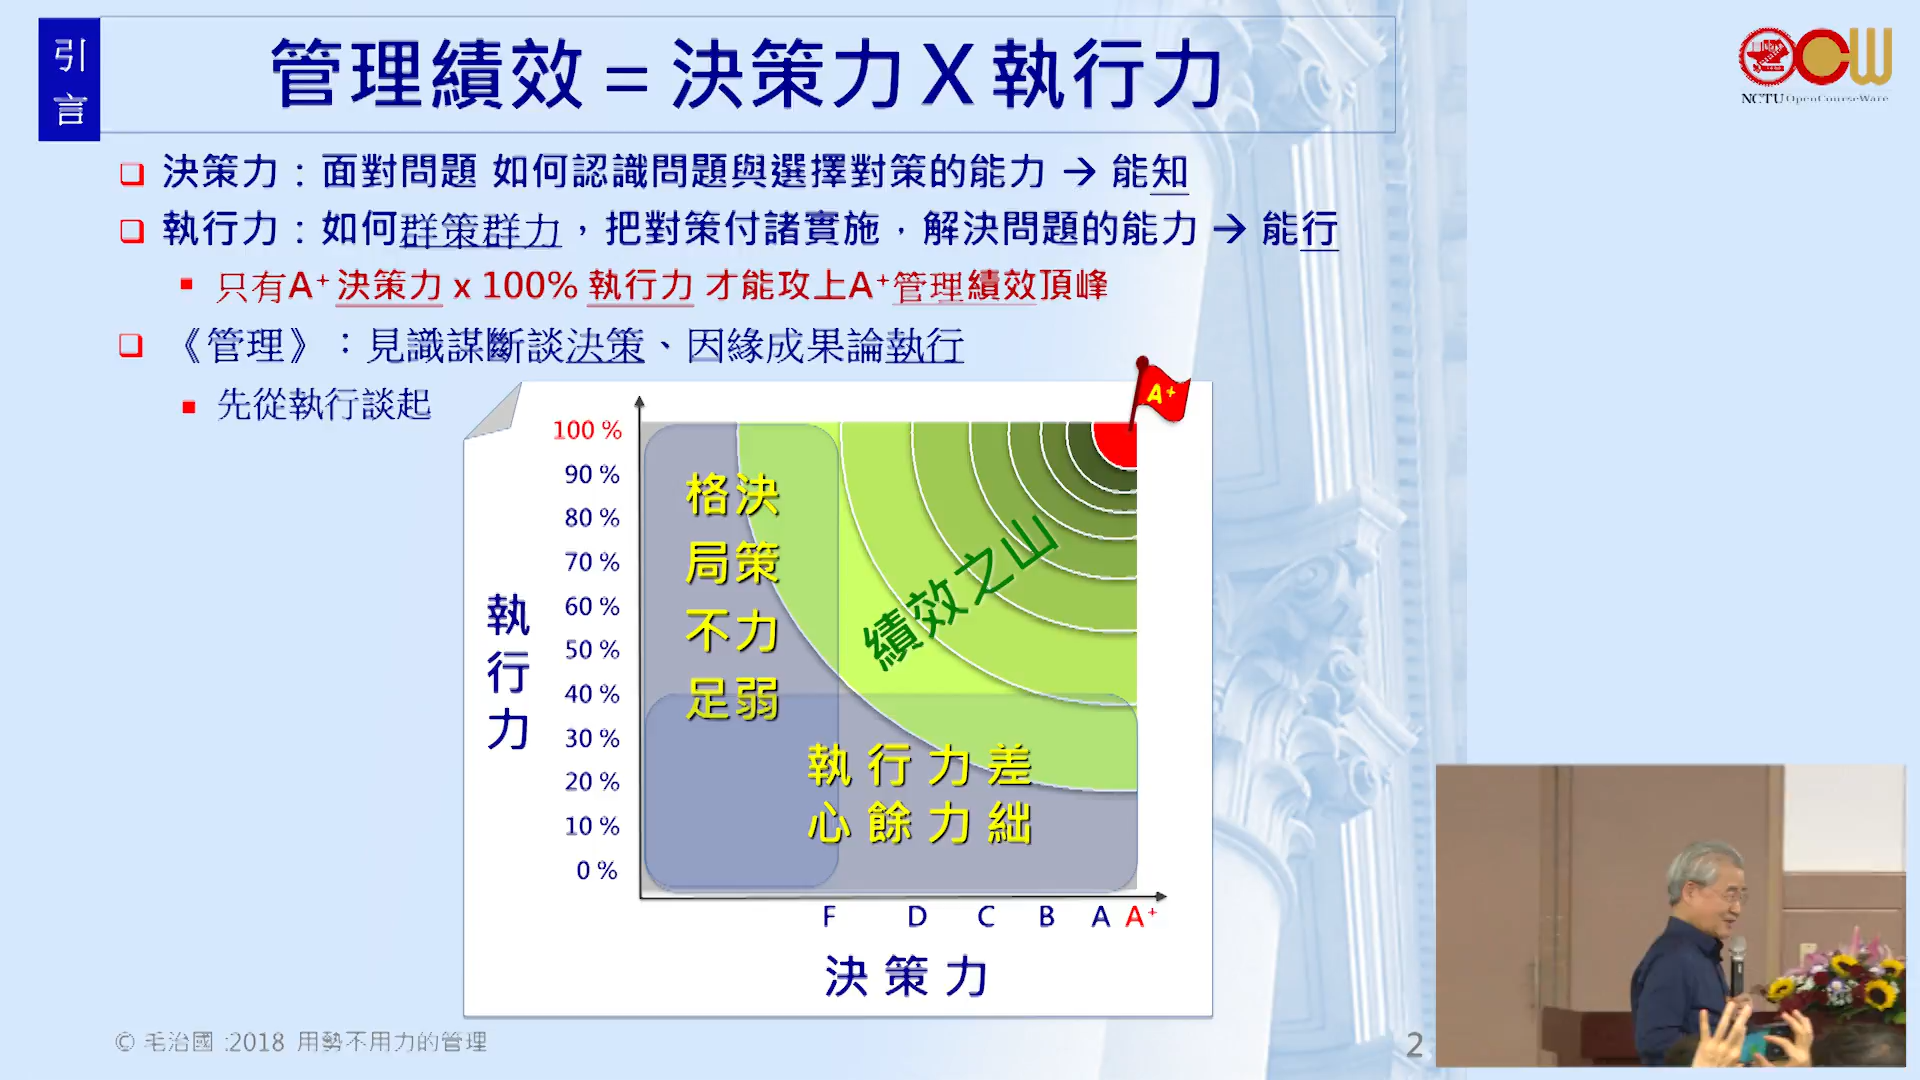 引言
管理績效 = 決策力 X 執行力
NCTU OpenCourseWare
❑ 決策力：面對問題 如何認識問題與選擇對策的能力 → 能知
❑ 執行力：如何群策群力，把對策付諸實施，解決問題的能力 → 能行
▪ 只有A⁺決策力 x 100% 執行力 才能攻上A⁺管理績效頂峰
❑ 《管理》：見識謀斷談決策、因緣成果論執行
▪ 先從執行談起
A⁺
100 %
90 %
80 %
70 %
60 %
50 %
40 %
30 %
20 %
10 %
0 %
執行力
決策力弱
格局不足
績效之山
執行力差
心餘力絀
F D C B A A⁺
決策力
© 毛治國 :2018 用勢不用力的管理
2